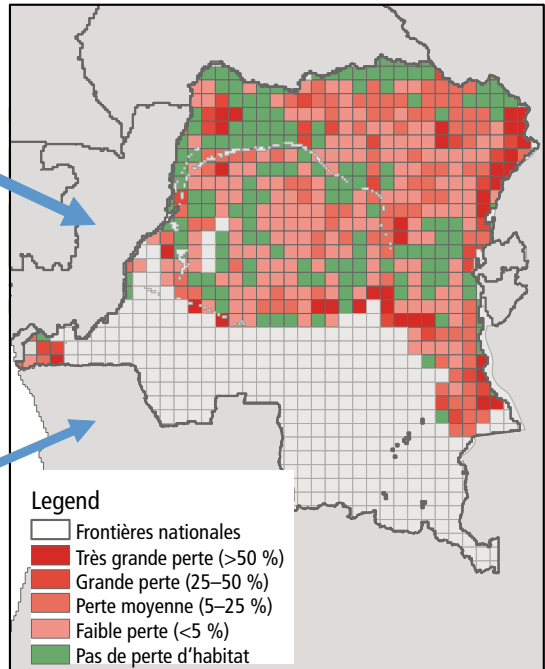 Legend
Frontières nationales
Très grande perte (>50 %)
Grande perte (25–50 %)
Perte moyenne (5–25 %)
Faible perte (<5 %)
Pas de perte d'habitat